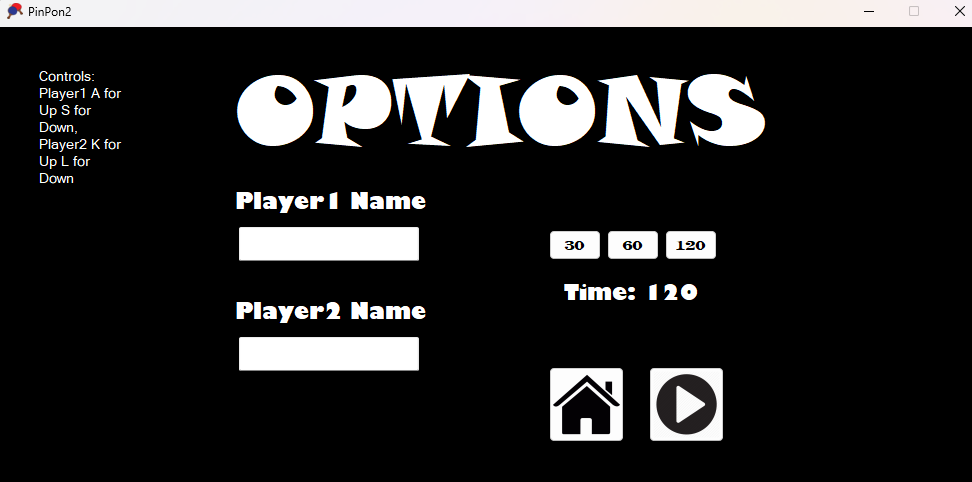 PinPon2
Controls:
Player1 A for
Up S for
Down,
Player2 K for
Up L for
Down
OPTIONS
Player1 Name
30 60 120
Time: 120
Player2 Name